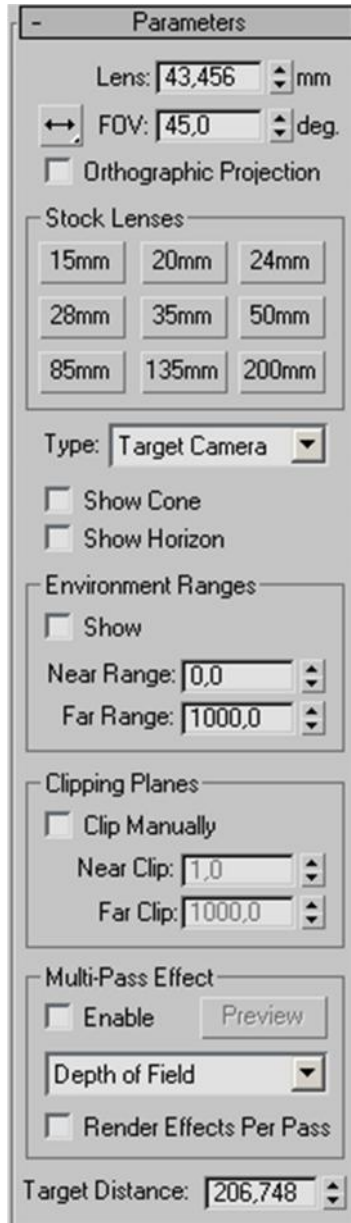 - Parameters
Lens: 43,456 mm
FOV: 45,0 deg.
Orthographic Projection
Stock Lenses
15mm 20mm 24mm
28mm 35mm 50mm
85mm 135mm 200mm
Type: Target Camera
Show Cone
Show Horizon
Environment Ranges
Show
Near Range: 0,0
Far Range: 1000,0
Clipping Planes
Clip Manually
Near Clip: 1,0
Far Clip: 1000,0
Multi-Pass Effect
Enable Preview
Depth of Field
Render Effects Per Pass
Target Distance: 206,748